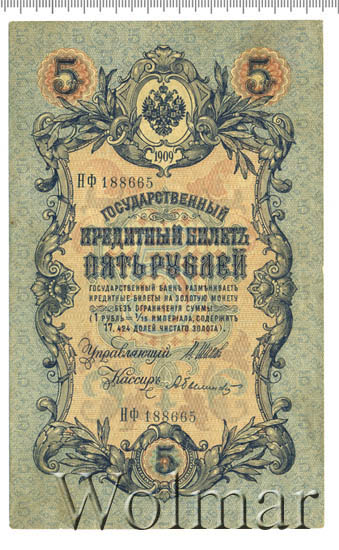 5 5
1909
НФ 188665
ГОСУДАРСТВЕННЫЙ
КРЕДИТНЫЙ БИЛЕТЪ
ПЯТЬ РУБЛЕЙ
ГОСУДАРСТВЕННЫЙ БАНКЪ РАЗМѢНИВАЕТЪ
КРЕДИТНЫЕ БИЛЕТЫ НА ЗОЛОТУЮ МОНЕТУ
БЕЗЪ ОГРАНИЧЕНІЯ СУММЫ
(1 РУБЛЬ = 1/15 ИМПЕРІАЛА, СОДЕРЖИТЪ
17,424 ДОЛЕЙ ЧИСТАГО ЗОЛОТА).
Управляющій
Кассиръ
НФ 188665
5
Wolmar